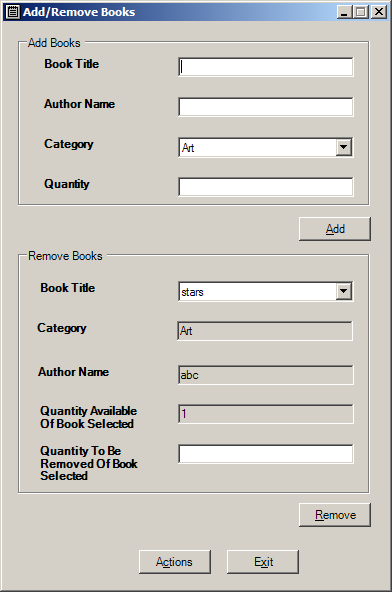 Add/Remove Books
Add Books
Book Title
Author Name
Category
Art
Quantity
Add
Remove Books
Book Title
stars
Category
Art
Author Name
abc
Quantity Available
Of Book Selected
1
Quantity To Be
Removed Of Book
Selected
Remove
Actions
Exit